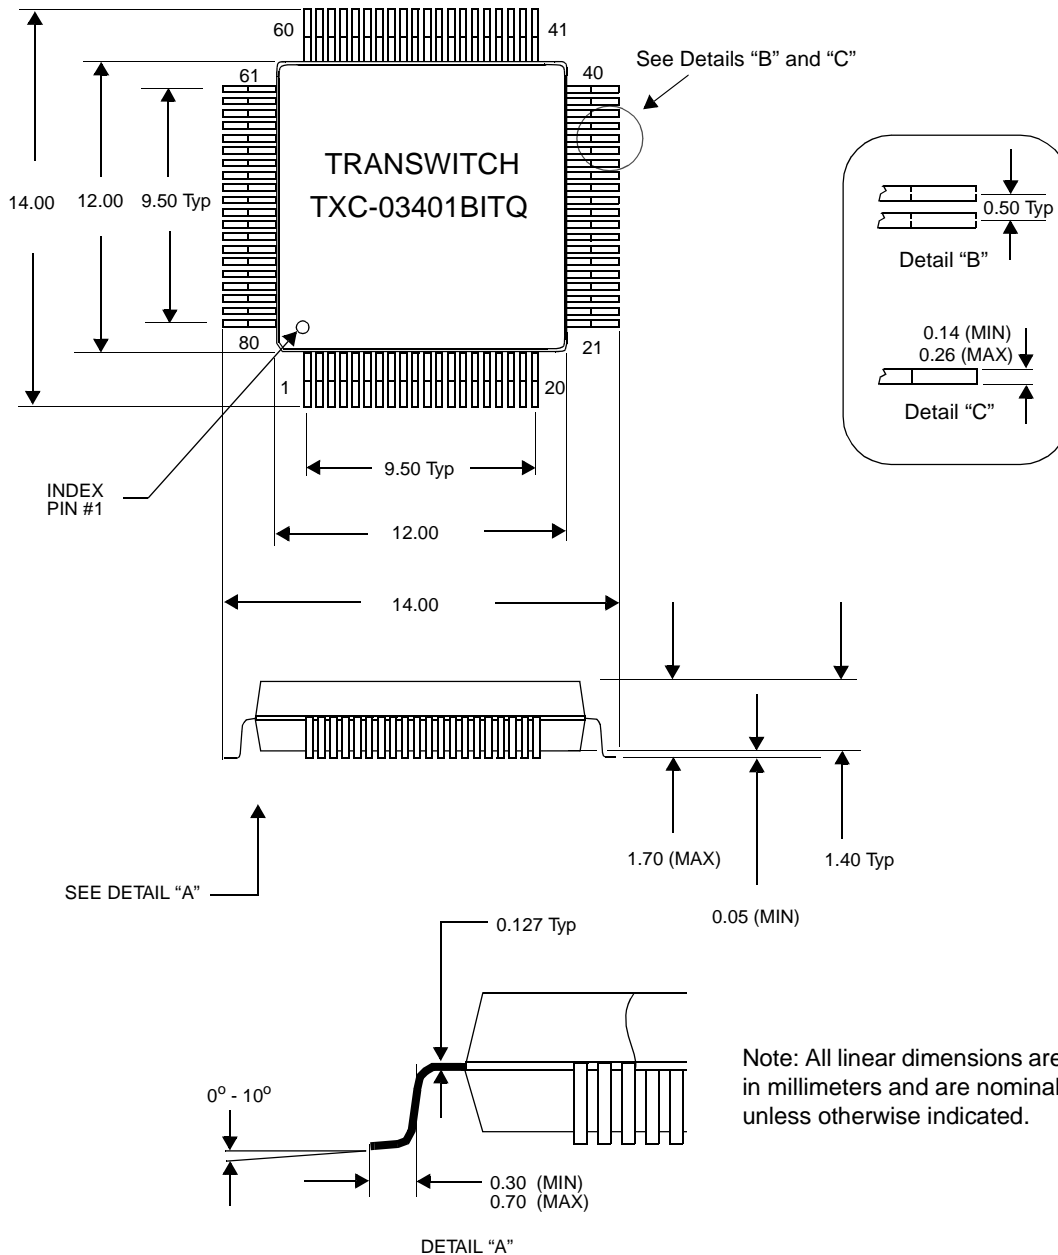 60
41
See Details “B” and “C”
61
40
TRANSWITCH
TXC-03401BITQ
14.00
12.00
9.50 Typ
0.50 Typ
Detail “B”
0.14 (MIN)
0.26 (MAX)
Detail “C”
80
21
1
20
9.50 Typ
INDEX
PIN #1
12.00
14.00
1.70 (MAX)
1.40 Typ
SEE DETAIL “A”
0.05 (MIN)
0.127 Typ
Note: All linear dimensions are
in millimeters and are nominal
unless otherwise indicated.
0º - 10º
0.30 (MIN)
0.70 (MAX)
DETAIL “A”